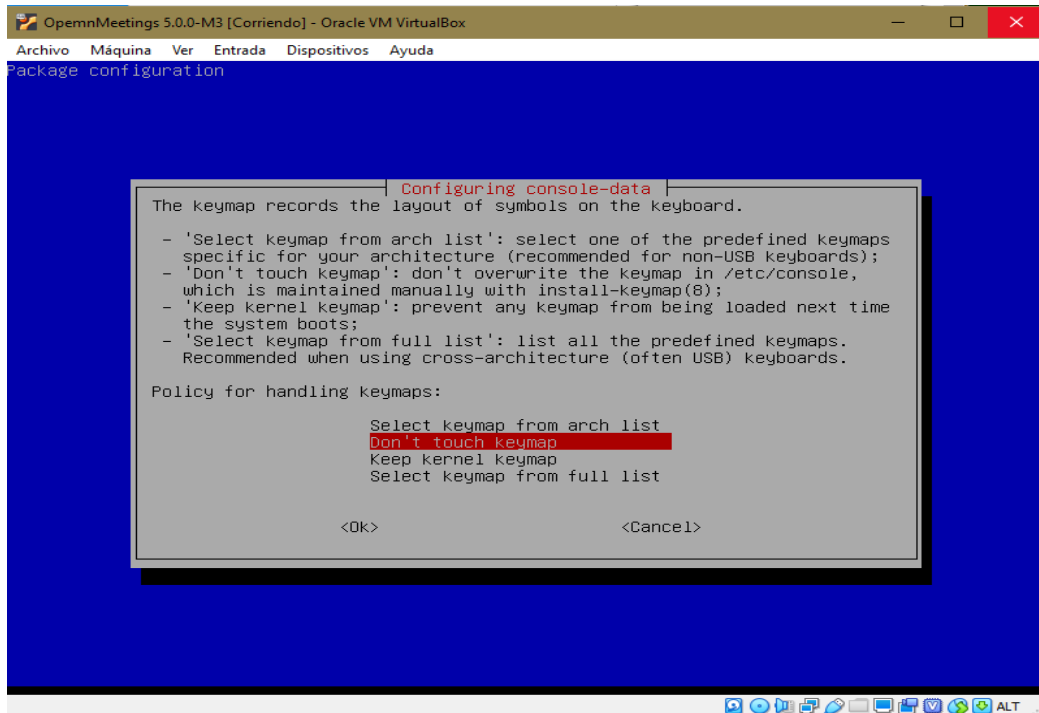 OpemnMeetings 5.0.0-M3 [Corriendo] - Oracle VM VirtualBox
Archivo Máquina Ver Entrada Dispositivos Ayuda
Package configuration
Configuring console-data
The keymap records the layout of symbols on the keyboard.
- 'Select keymap from arch list': select one of the predefined keymaps
specific for your architecture (recommended for non-USB keyboards);
- 'Don't touch keymap': don't overwrite the keymap in /etc/console,
which is maintained manually with install-keymap(8);
- 'Keep kernel keymap': prevent any keymap from being loaded next time
the system boots;
- 'Select keymap from full list': list all the predefined keymaps.
Recommended when using cross-architecture (often USB) keyboards.
Policy for handling keymaps:
Select keymap from arch list
Don't touch keymap
Keep kernel keymap
Select keymap from full list
<Ok> <Cancel>
ALT